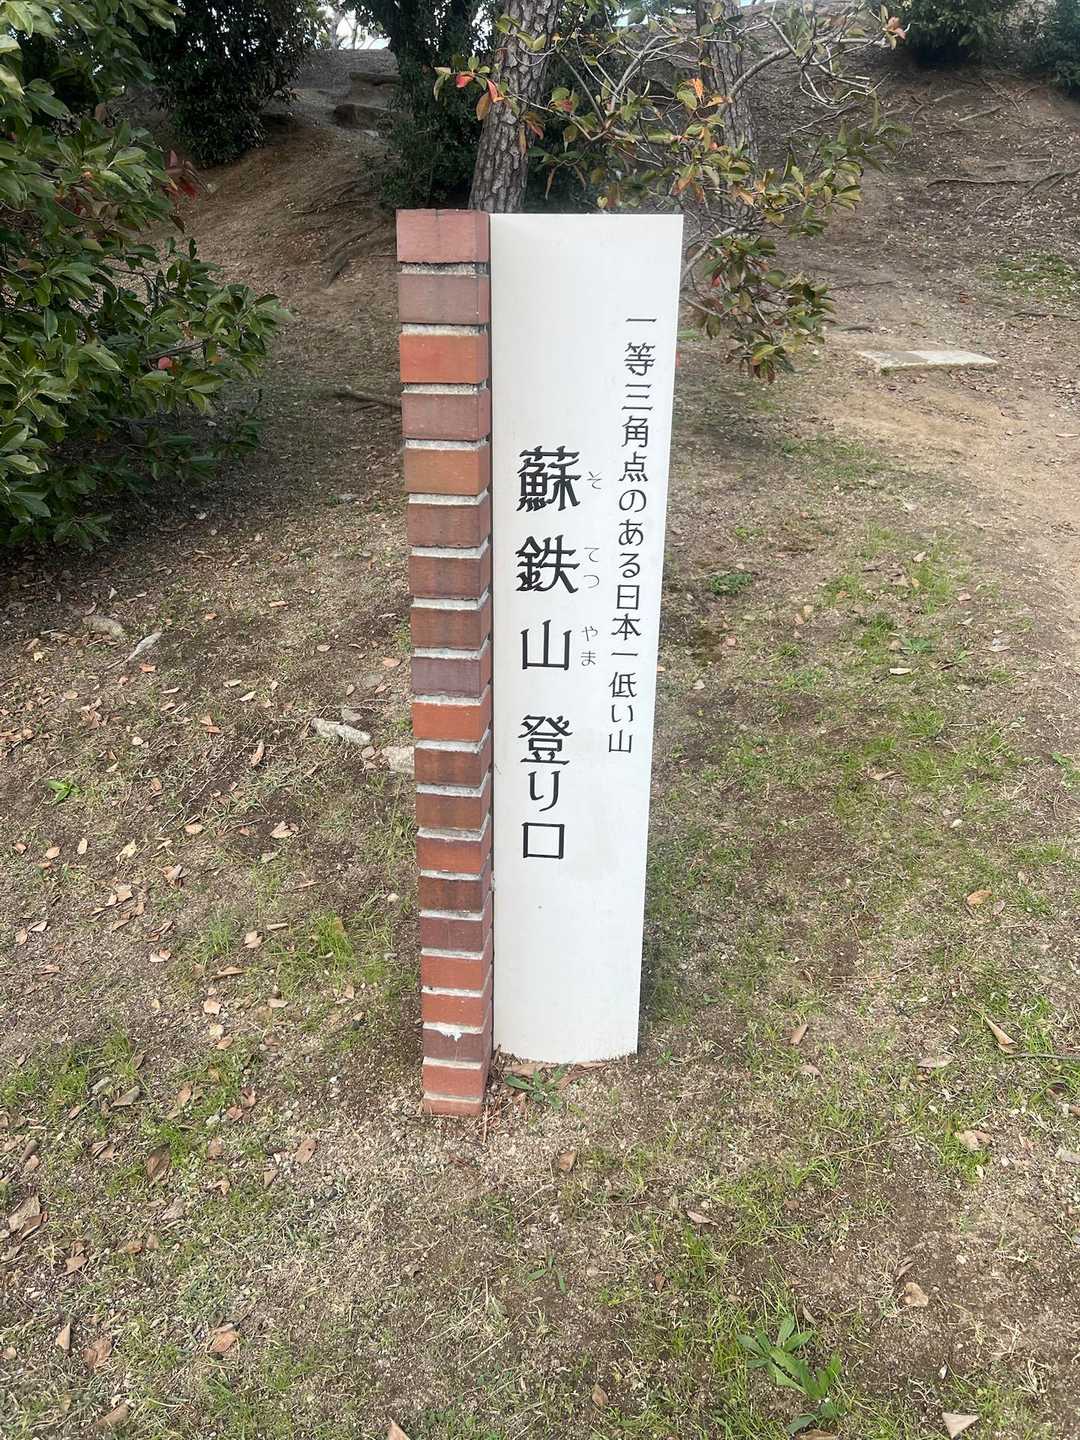 一等三角点のある日本一低い山
蘇鉄山 登り口
そ てつ やま